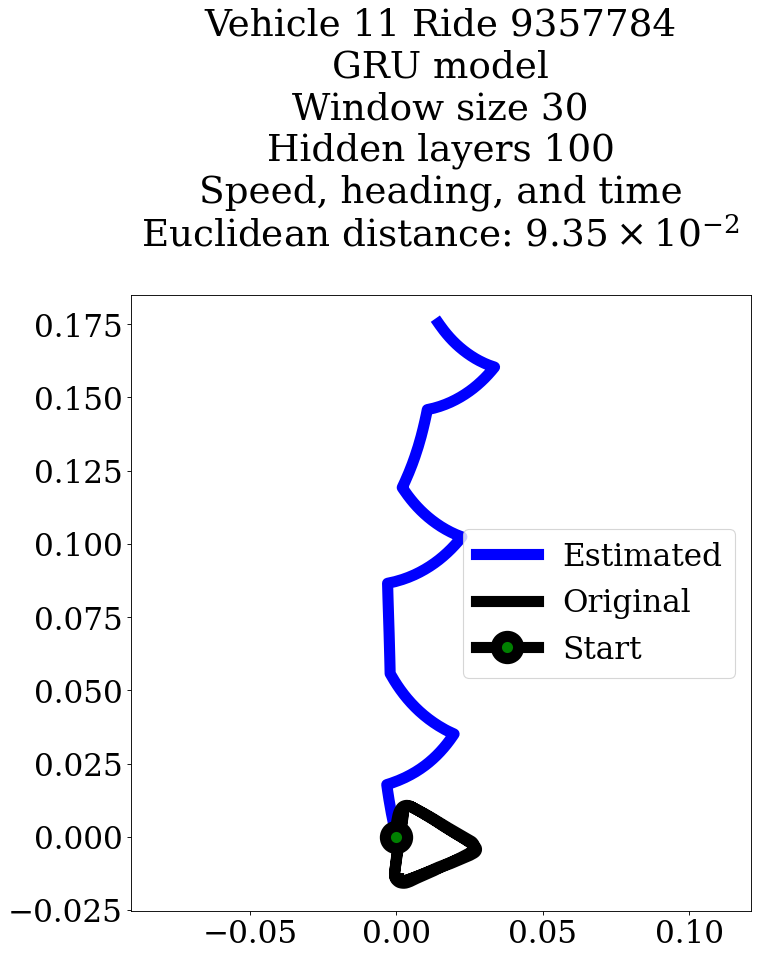 Vehicle 11 Ride 9357784
GRU model
Window size 30
Hidden layers 100
Speed, heading, and time
Euclidean distance: 9.35 × 10⁻²
0.175
0.150
0.125
0.100
0.075
0.050
0.025
0.000
−0.025
Estimated
Original
Start
−0.05
0.00
0.05
0.10